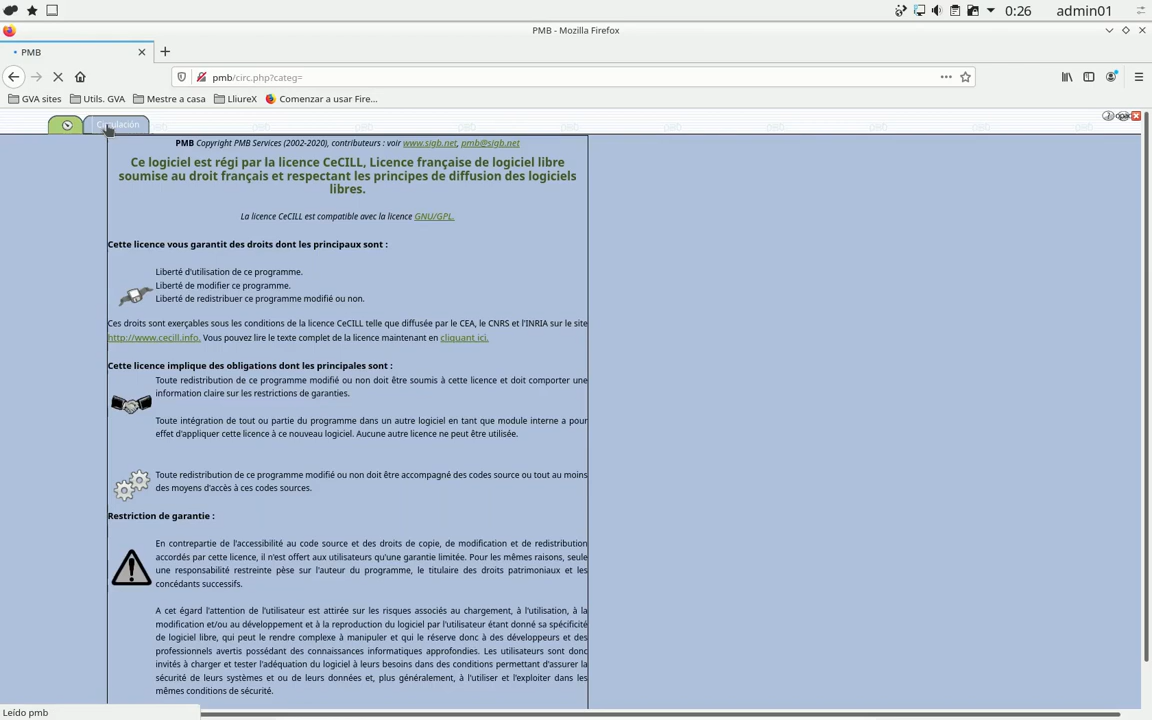 0:26 admin01
PMB - Mozilla Firefox
PMB
pmb/circ.php?categ=
GVA sites Utils. GVA Mestre a casa LliureX Comenzar a usar Fire...
Circulación
PMB Copyright PMB Services (2002-2020), contributeurs : voir www.sigb.net, pmb@sigb.net
Ce logiciel est régi par la licence CeCILL, Licence française de logiciel libre
soumise au droit français et respectant les principes de diffusion des logiciels
libres.
La licence CeCILL est compatible avec la licence GNU/GPL.
Cette licence vous garantit des droits dont les principaux sont :
Liberté d'utilisation de ce programme.
Liberté de modifier ce programme.
Liberté de redistribuer ce programme modifié ou non.
Ces droits sont exerçables sous les conditions de la licence CeCILL telle que diffusée par le CEA, le CNRS et l'INRIA sur le site
http://www.cecill.info. Vous pouvez lire le texte complet de la licence maintenant en cliquant ici.
Cette licence implique des obligations dont les principales sont :
Toute redistribution de ce programme modifié ou non doit être soumis à cette licence et doit comporter une
information claire sur les restrictions de garanties.
Toute intégration de tout ou partie du programme dans un autre logiciel en tant que module interne a pour
effet d'appliquer cette licence à ce nouveau logiciel. Aucune autre licence ne peut être utilisée.
Toute redistribution de ce programme modifié ou non doit être accompagné des codes source ou tout au moins
des moyens d'accès à ces codes sources.
Restriction de garantie :
En contrepartie de l'accessibilité au code source et des droits de copie, de modification et de redistribution
accordés par cette licence, il n'est offert aux utilisateurs qu'une garantie limitée. Pour les mêmes raisons, seule
une responsabilité restreinte pèse sur l'auteur du programme, le titulaire des droits patrimoniaux et les
concédants successifs.
A cet égard l'attention de l'utilisateur est attirée sur les risques associés au chargement, à l'utilisation, à la
modification et/ou au développement et à la reproduction du logiciel par l'utilisateur étant donné sa spécificité
de logiciel libre, qui peut le rendre complexe à manipuler et qui le réserve donc à des développeurs et des
professionnels avertis possédant des connaissances informatiques approfondies. Les utilisateurs sont donc
invités à charger et tester l'adéquation du logiciel à leurs besoins dans des conditions permettant d'assurer la
sécurité de leurs systèmes et ou de leurs données et, plus généralement, à l'utiliser et l'exploiter dans les
mêmes conditions de sécurité.
Leído pmb